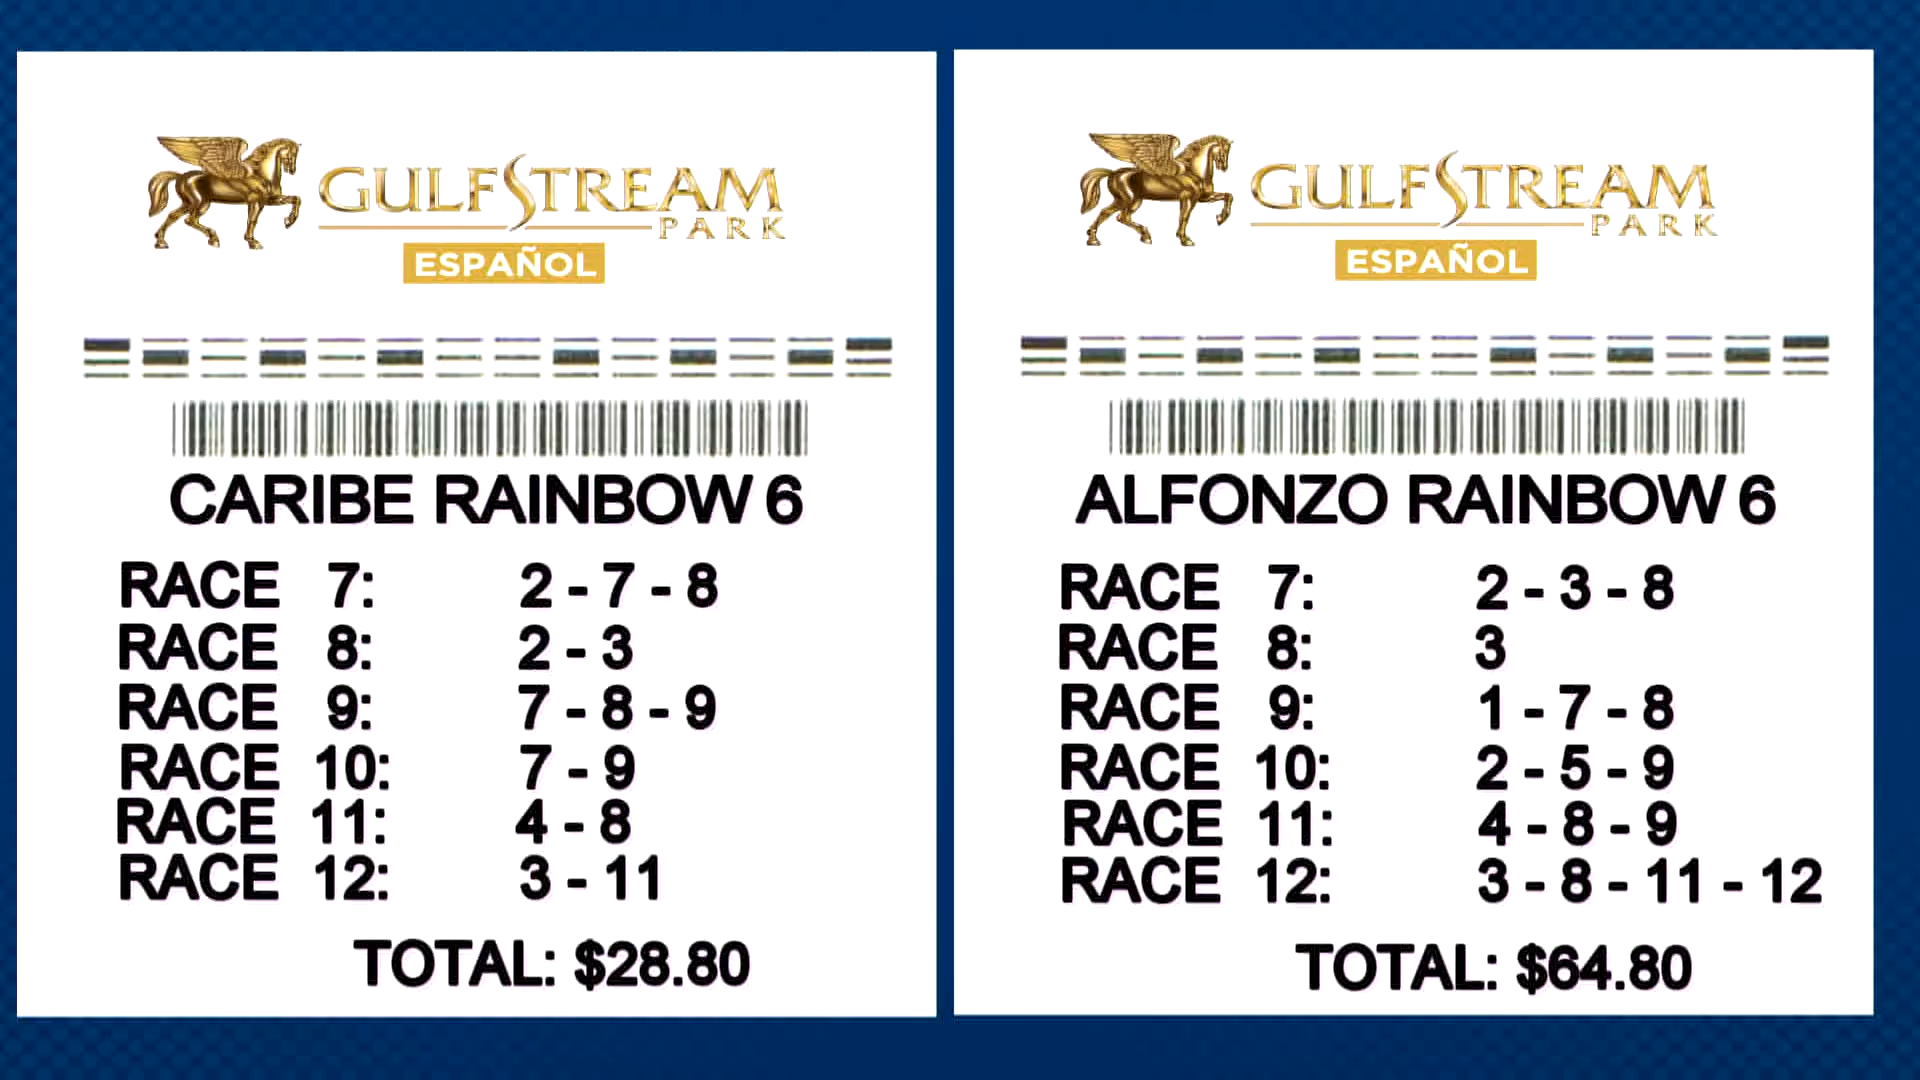 GULFSTREAM
PARK
ESPAÑOL
CARIBE RAINBOW 6
RACE 7: 2 - 7 - 8
RACE 8: 2 - 3
RACE 9: 7 - 8 - 9
RACE 10: 7 - 9
RACE 11: 4 - 8
RACE 12: 3 - 11
TOTAL: $28.80
GULFSTREAM
PARK
ESPAÑOL
ALFONZO RAINBOW 6
RACE 7: 2 - 3 - 8
RACE 8: 3
RACE 9: 1 - 7 - 8
RACE 10: 2 - 5 - 9
RACE 11: 4 - 8 - 9
RACE 12: 3 - 8 - 11 - 12
TOTAL: $64.80